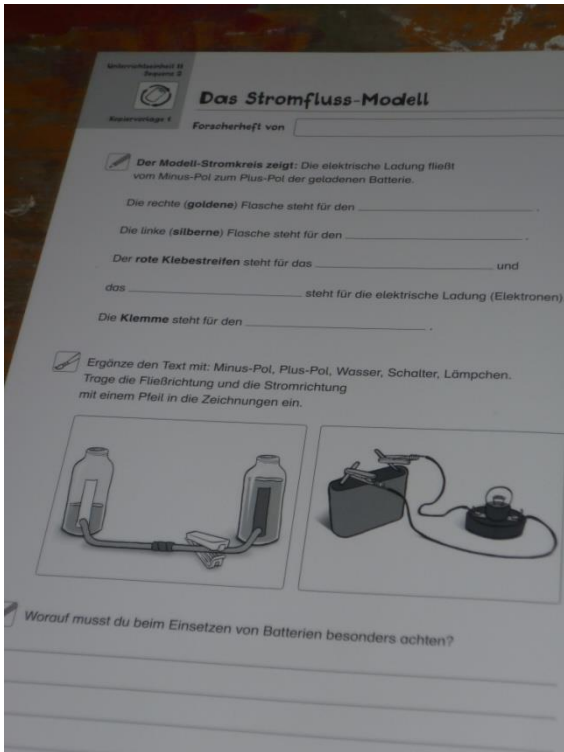 Unterrichtseinheit H
Sequenz 2
Kopiervorlage 1
Das Stromfluss-Modell
Forscherheft von
Der Modell-Stromkreis zeigt: Die elektrische Ladung fließt
vom Minus-Pol zum Plus-Pol der geladenen Batterie.
Die rechte (goldene) Flasche steht für den .
Die linke (silberne) Flasche steht für den .
Der rote Klebestreifen steht für das und
das steht für die elektrische Ladung (Elektronen)
Die Klemme steht für den .
Ergänze den Text mit: Minus-Pol, Plus-Pol, Wasser, Schalter, Lämpchen.
Trage die Fließrichtung und die Stromrichtung
mit einem Pfeil in die Zeichnungen ein.
Worauf musst du beim Einsetzen von Batterien besonders achten?